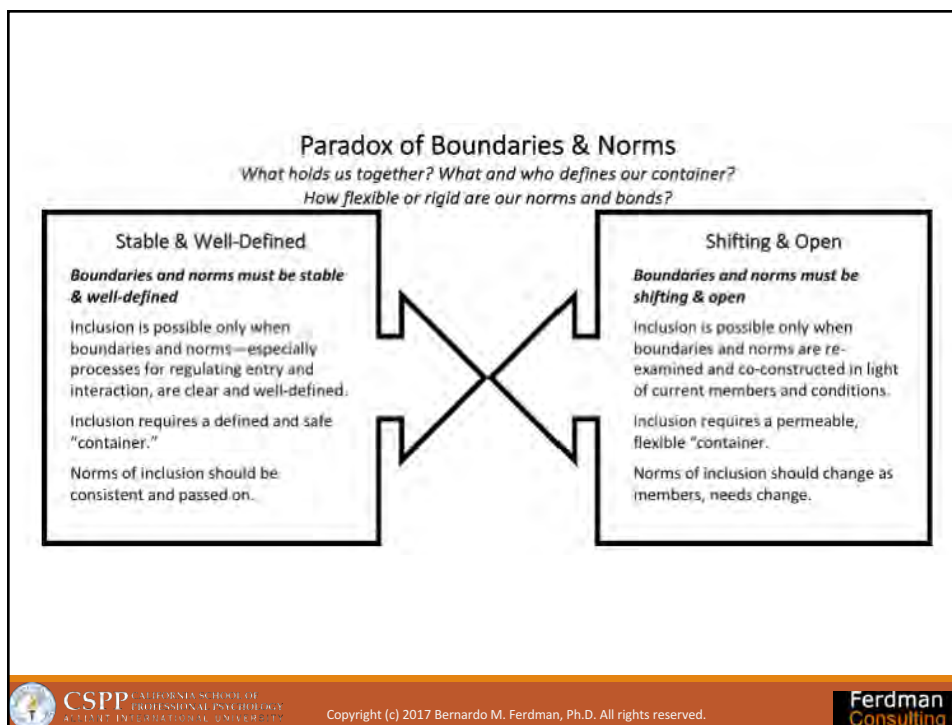 Paradox of Boundaries & Norms
What holds us together? What and who defines our container?
How flexible or rigid are our norms and bonds?
Stable & Well-Defined
Boundaries and norms must be stable
& well-defined
Inclusion is possible only when
boundaries and norms—especially
processes for regulating entry and
interaction, are clear and well-defined.
Inclusion requires a defined and safe
“container.”
Norms of inclusion should be
consistent and passed on.
Shifting & Open
Boundaries and norms must be
shifting & open
Inclusion is possible only when
boundaries and norms are re-
examined and co-constructed in light
of current members and conditions.
Inclusion requires a permeable,
flexible “container.
Norms of inclusion should change as
members, needs change.
CSPP CALIFORNIA SCHOOL OF
PROFESSIONAL PSYCHOLOGY
ALLIANT INTERNATIONAL UNIVERSITY
Copyright (c) 2017 Bernardo M. Ferdman, Ph.D. All rights reserved.
Ferdman
Consulting